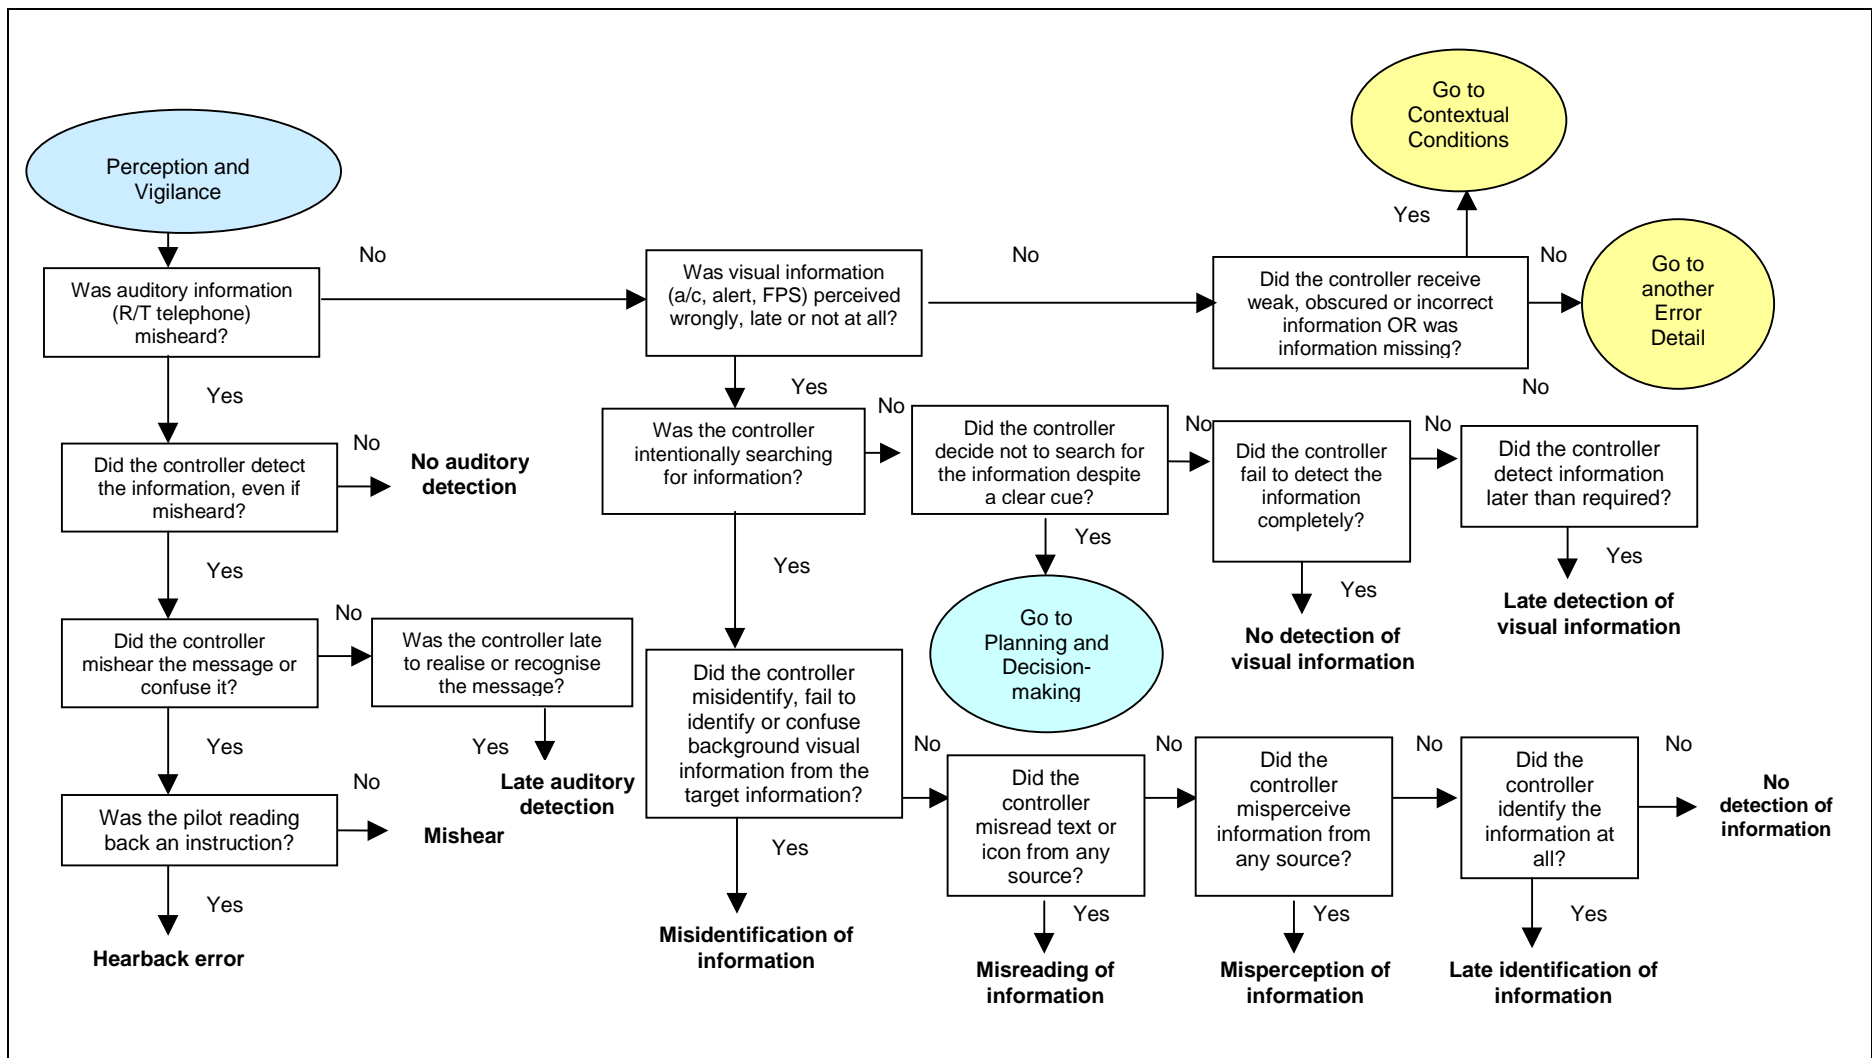 Perception and
Vigilance
Go to
Contextual
Conditions
Yes
No
No
No
Go to
another
Error
Detail
Was auditory information
(R/T telephone)
misheard?
Was visual information
(a/c, alert, FPS) perceived
wrongly, late or not at all?
Did the controller receive
weak, obscured or incorrect
information OR was
information missing?
Yes
Yes
No
No
No
No
No
Did the controller detect
the information, even if
misheard?
No auditory
detection
Was the controller
intentionally searching
for information?
Did the controller
decide not to search for
the information despite
a clear cue?
Did the controller
fail to detect the
information
completely?
Did the controller
detect information
later than required?
Yes
Yes
Yes
Yes
Yes
No
Did the controller
mishear the message or
confuse it?
Was the controller late
to realise or recognise
the message?
Go to
Planning and
Decision-
making
No detection of
visual information
Late detection of
visual information
Did the controller
misidentify, fail to
identify or confuse
background visual
information from the
target information?
Yes
Yes
Late auditory
detection
No
No
No
No
No
Was the pilot reading
back an instruction?
Mishear
Did the
controller
misread text or
icon from any
source?
Did the
controller
misperceive
information from
any source?
Did the
controller
identify the
information at
all?
No
detection of
information
Yes
Yes
Yes
Yes
Yes
Hearback error
Misidentification of
information
Misreading of
information
Misperception of
information
Late identification of
information